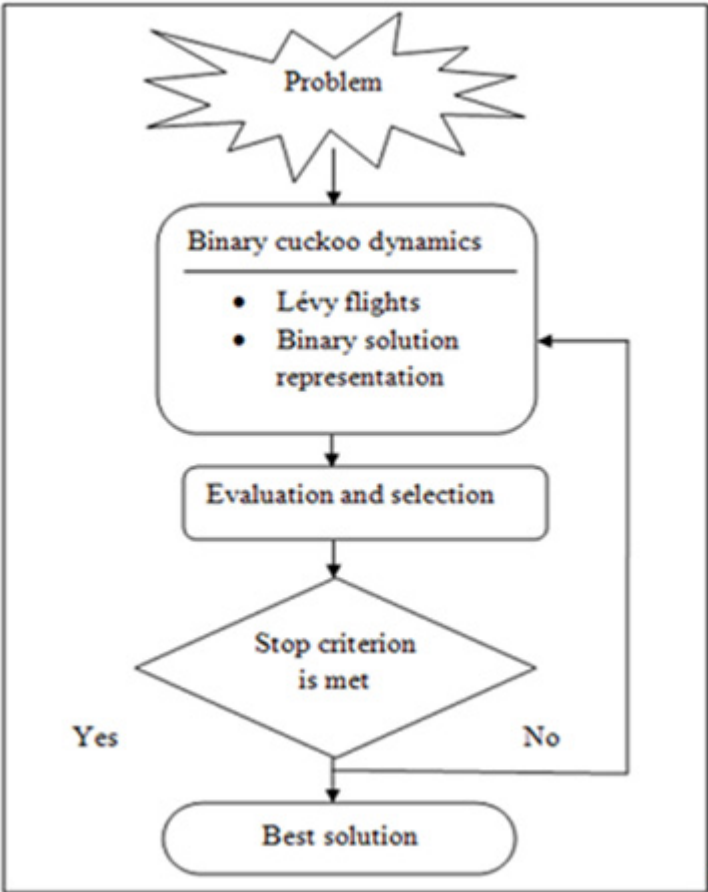 Problem
Binary cuckoo dynamics
• Lévy flights
• Binary solution
representation
Evaluation and selection
Stop criterion
is met
Yes
No
Best solution